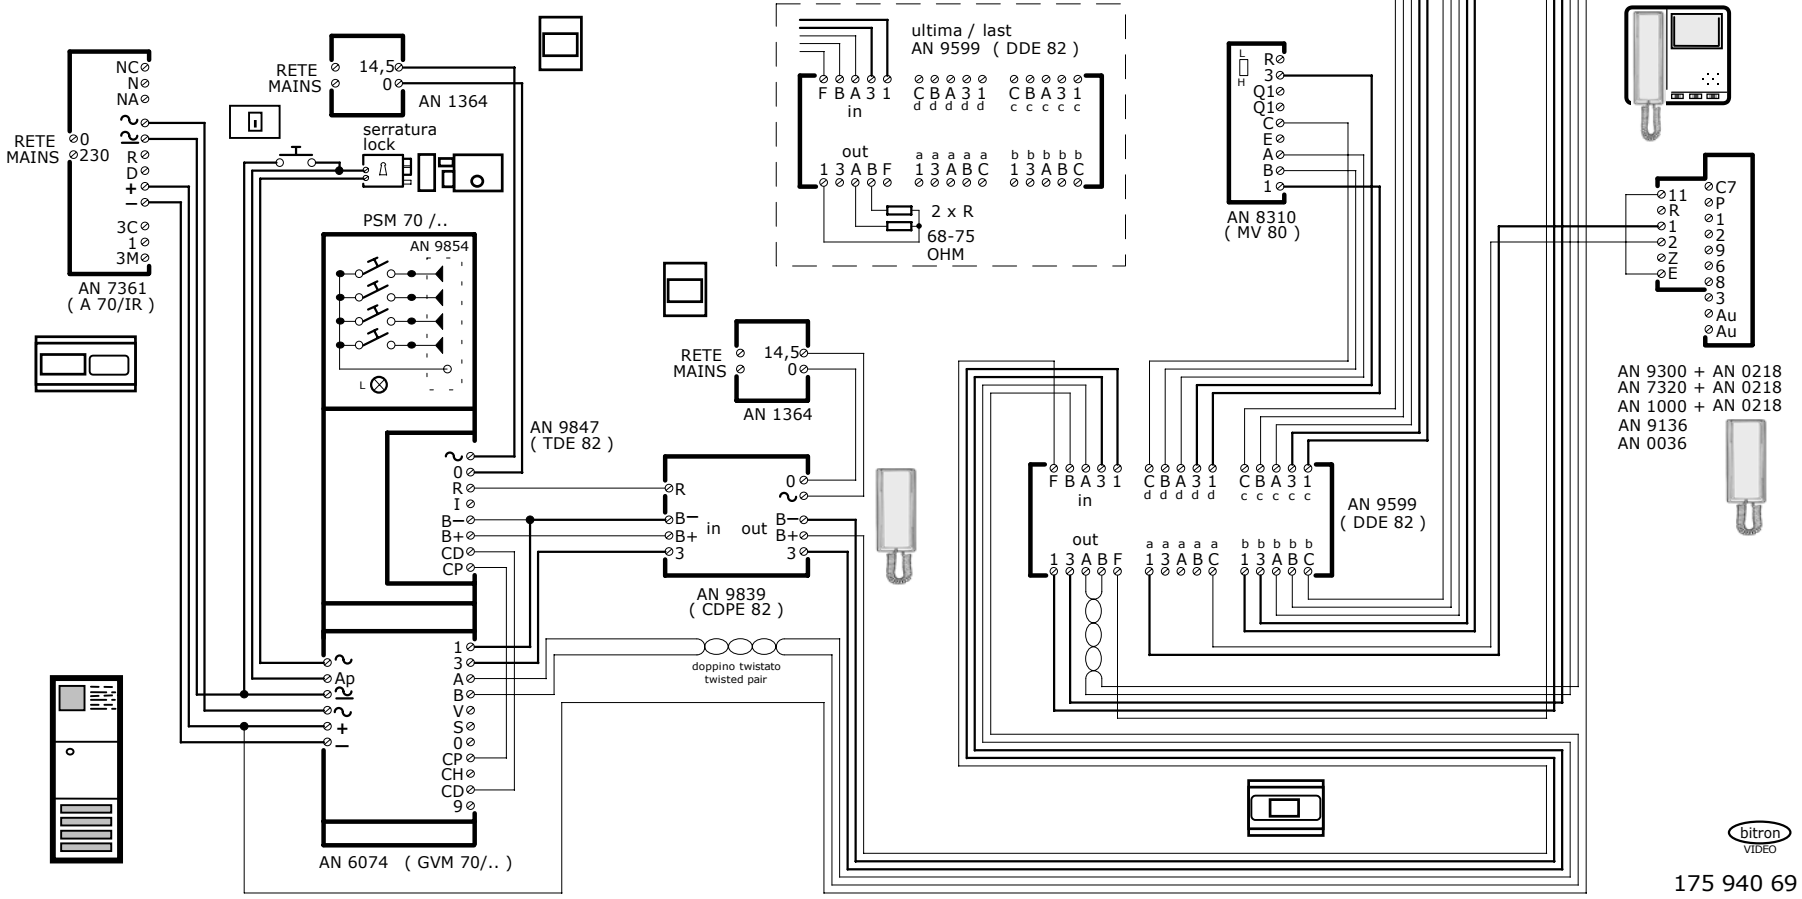 NC
N
NA
~
≂
R
D
+
−
3C
1
3M
RETE
MAINS
0
230
AN 7361
( A 70/IR )
RETE
MAINS
14,5
0
AN 1364
serratura
lock
PSM 70 /..
AN 9854
L
AN 9847
( TDE 82 )
~
0
R
I
B−
B+
CD
CP
1
3
A
B
V
S
0
CP
CH
CD
9
~
Ap
≂
~
+
−
AN 6074 ( GVM 70/.. )
RETE
MAINS
14,5
0
AN 1364
R
B−
B+
3
in
out
0
~
B−
B+
3
AN 9839
( CDPE 82 )
doppino twistato
twisted pair
ultima / last
AN 9599 ( DDE 82 )
F B A 3 1
C B A 3 1
d d d d d
C B A 3 1
c c c c c
in
out
a a a a a
b b b b b
1 3 A B F
1 3 A B C
1 3 A B C
2 x R
68-75
OHM
L
H
R
3
Q1
Q1
C
E
A
B
1
AN 8310
( MV 80 )
F B A 3 1
C B A 3 1
d d d d d
C B A 3 1
c c c c c
in
out
a a a a a
b b b b b
1 3 A B F
1 3 A B C
1 3 A B C
AN 9599
( DDE 82 )
11
R
1
2
Z
E
C7
P
1
2
9
6
8
3
Au
Au
AN 9300 + AN 0218
AN 7320 + AN 0218
AN 1000 + AN 0218
AN 9136
AN 0036
bitron
VIDEO
175 940 69